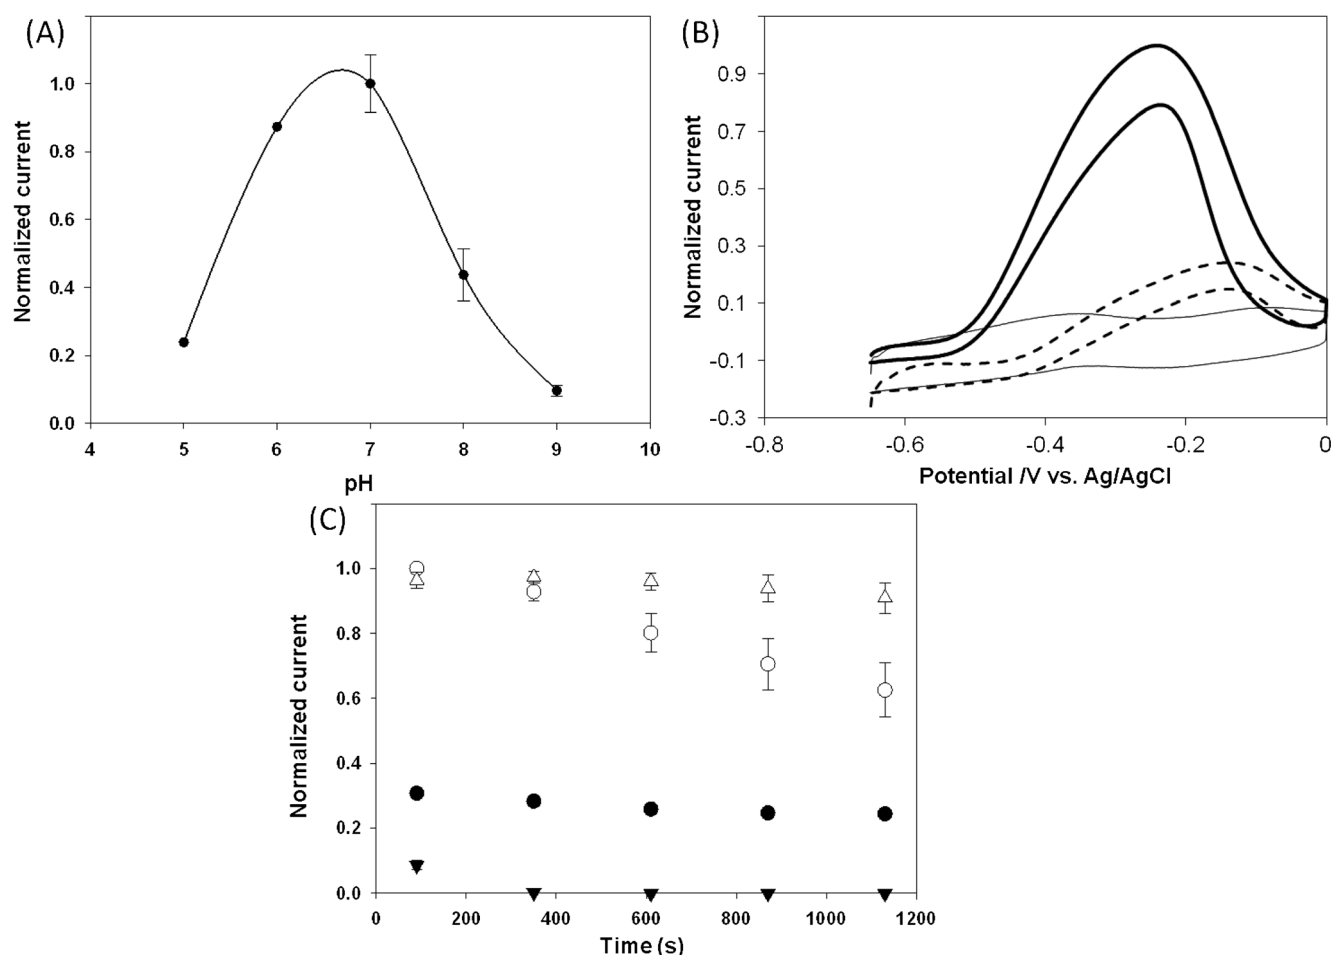 (A)
Normalized current
1.0
0.8
0.6
0.4
0.2
0.0
4 5 6 7 8 9 10
pH
(B)
Normalized current
0.9
0.7
0.5
0.3
0.1
-0.1
-0.3
-0.8 -0.6 -0.4 -0.2 0
Potential /V vs. Ag/AgCl
(C)
Normalized current
1.0
0.8
0.6
0.4
0.2
0.0
0 200 400 600 800 1000 1200
Time (s)